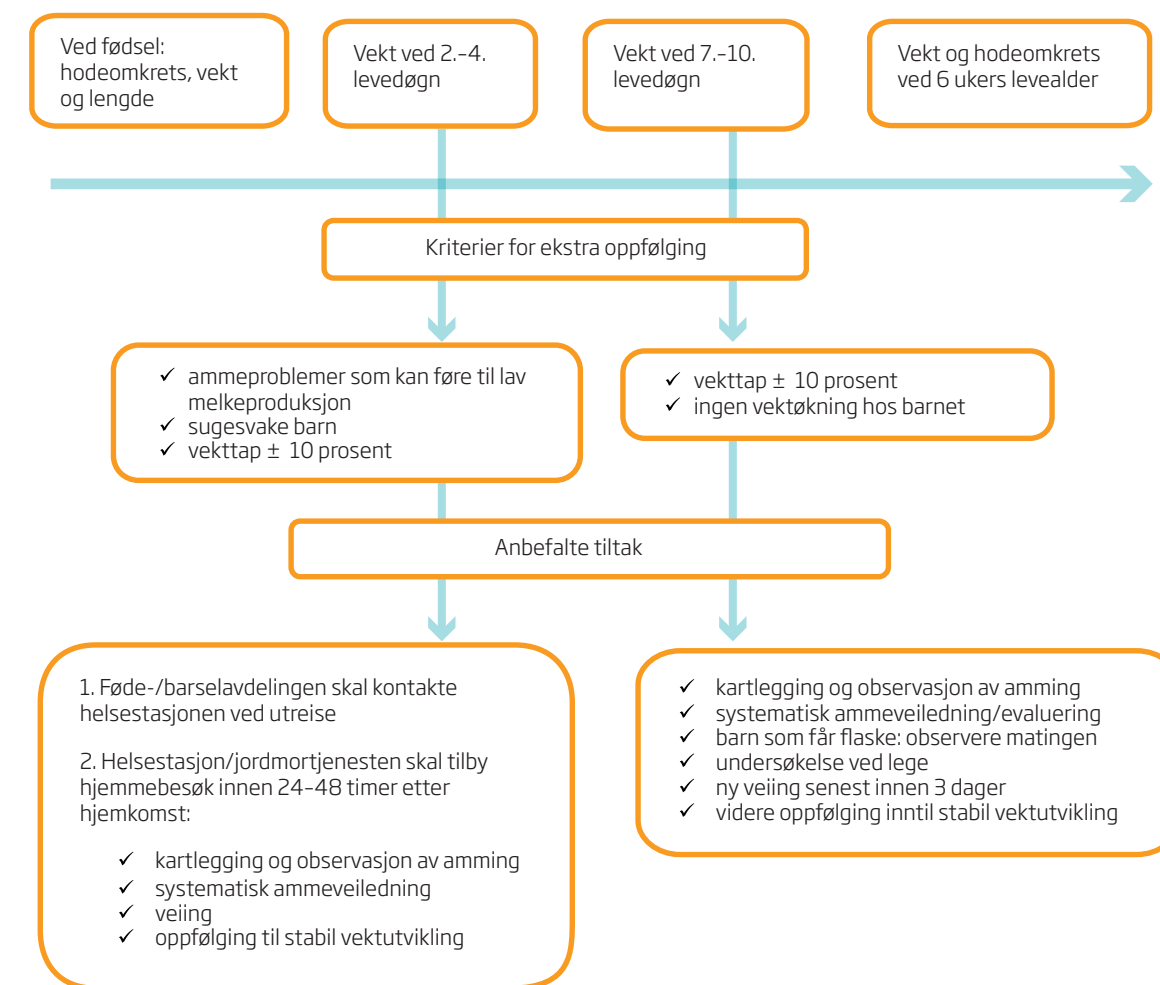 Ved fødsel:
hodeomkrets, vekt
og lengde
Vekt ved 2.–4.
levedøgn
Vekt ved 7.–10.
levedøgn
Vekt og hodeomkrets
ved 6 ukers levealder
Kriterier for ekstra oppfølging
✓ ammeproblemer som kan føre til lav
melkeproduksjon
✓ sugesvake barn
✓ vekttap ± 10 prosent
✓ vekttap ± 10 prosent
✓ ingen vektøkning hos barnet
Anbefalte tiltak
1. Føde-/barselavdelingen skal kontakte
helsestasjonen ved utreise
2. Helsestasjon/jordmortjenesten skal tilby
hjemmebesøk innen 24–48 timer etter
hjemkomst:
✓ kartlegging og observasjon av amming
✓ systematisk ammeveiledning
✓ veiing
✓ oppfølging til stabil vektutvikling
✓ kartlegging og observasjon av amming
✓ systematisk ammeveiledning/evaluering
✓ barn som får flaske: observere matingen
✓ undersøkelse ved lege
✓ ny veiing senest innen 3 dager
✓ videre oppfølging inntil stabil vektutvikling